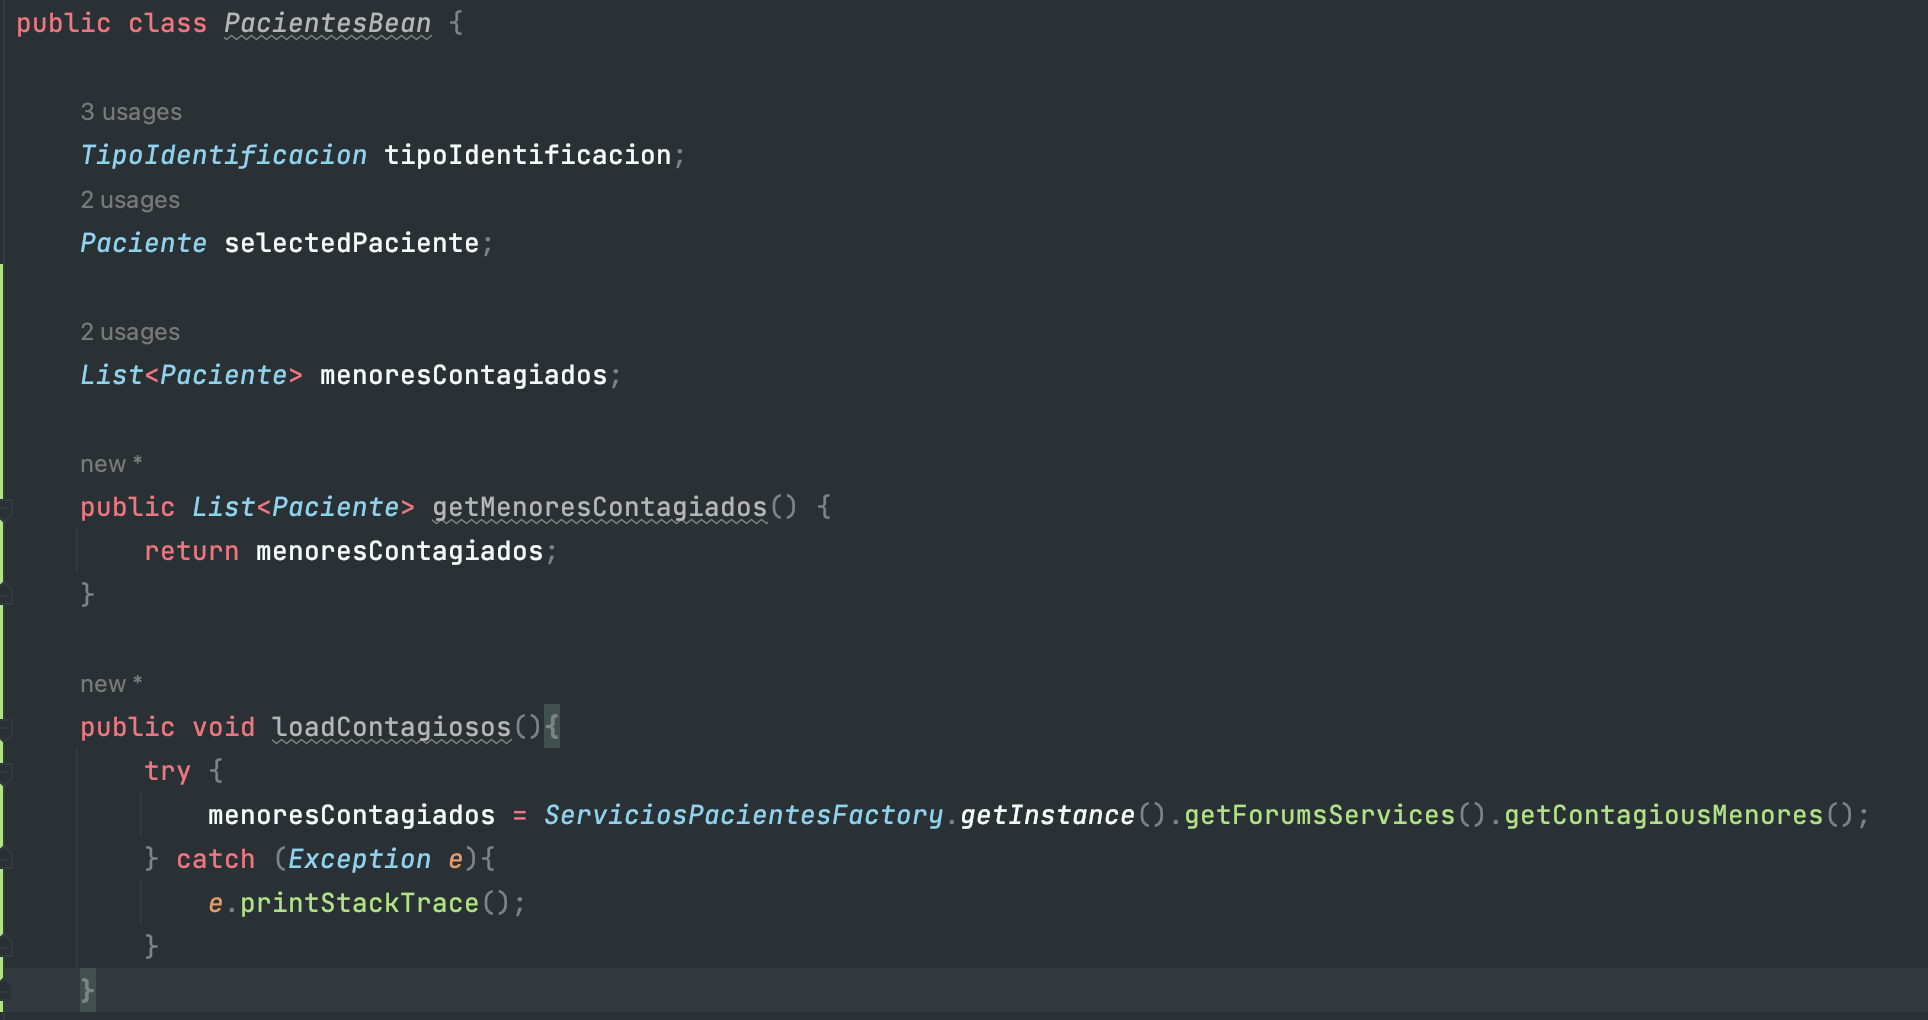 public class PacientesBean {
3 usages
TipoIdentificacion tipoIdentificacion;
2 usages
Paciente selectedPaciente;
2 usages
List<Paciente> menoresContagiados;
new *
public List<Paciente> getMenoresContagiados() {
return menoresContagiados;
}
new *
public void loadContagiosos(){
try {
menoresContagiados = ServiciosPacientesFactory.getInstance().getForumsServices().getContagiousMenores();
} catch (Exception e){
e.printStackTrace();
}
}